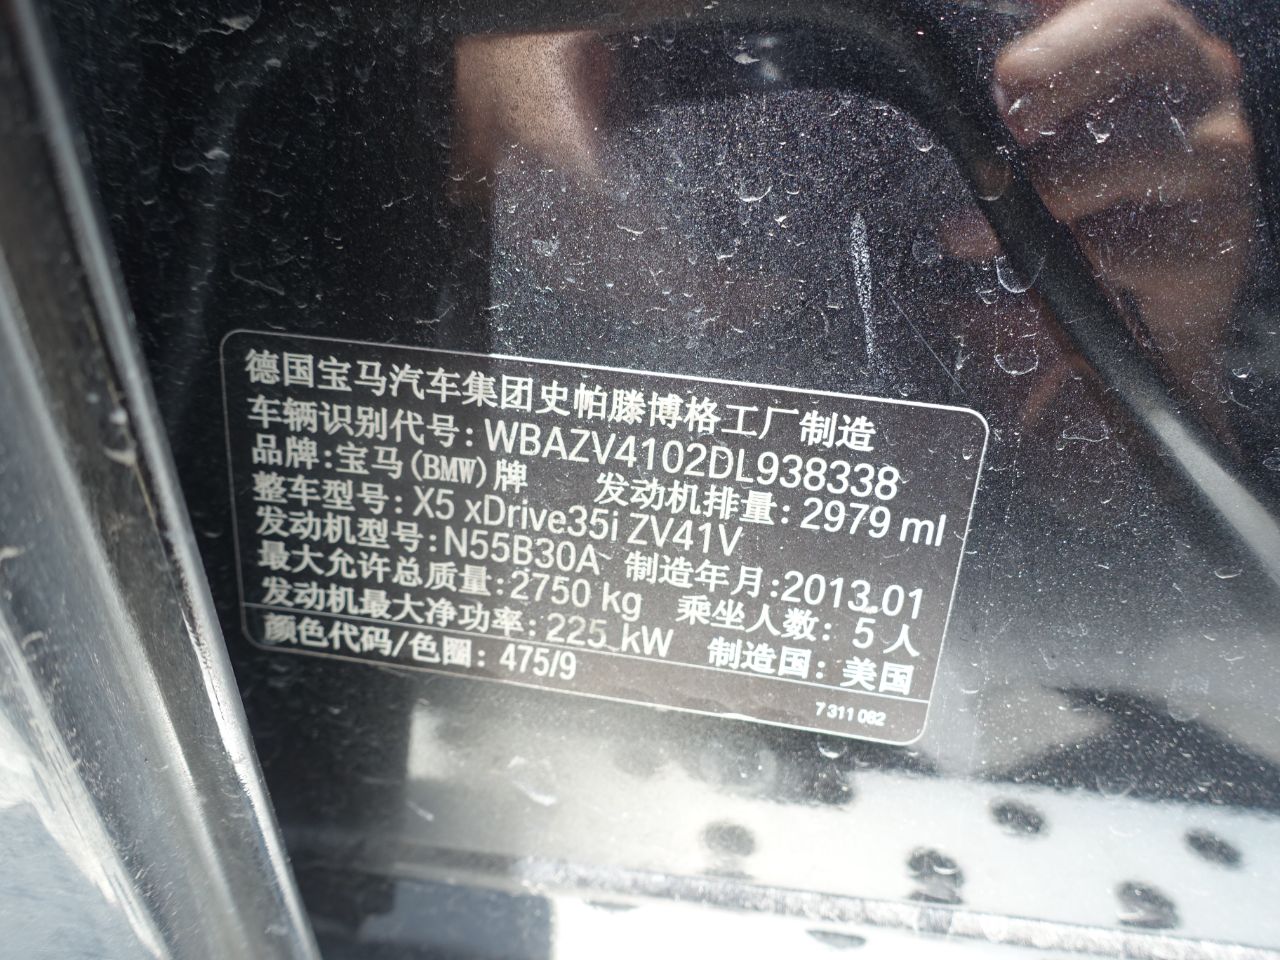 德国宝马汽车集团史帕滕博格工厂制造
车辆识别代号: WBAZV4102DL938338
品牌: 宝马(BMW)牌 发动机排量: 2979 ml
整车型号: X5 xDrive35i ZV41V
发动机型号: N55B30A 制造年月: 2013.01
最大允许总质量: 2750 kg 乘坐人数: 5 人
发动机最大净功率: 225 kW 制造国: 美国
颜色代码/色圈: 475/9
7 311 082